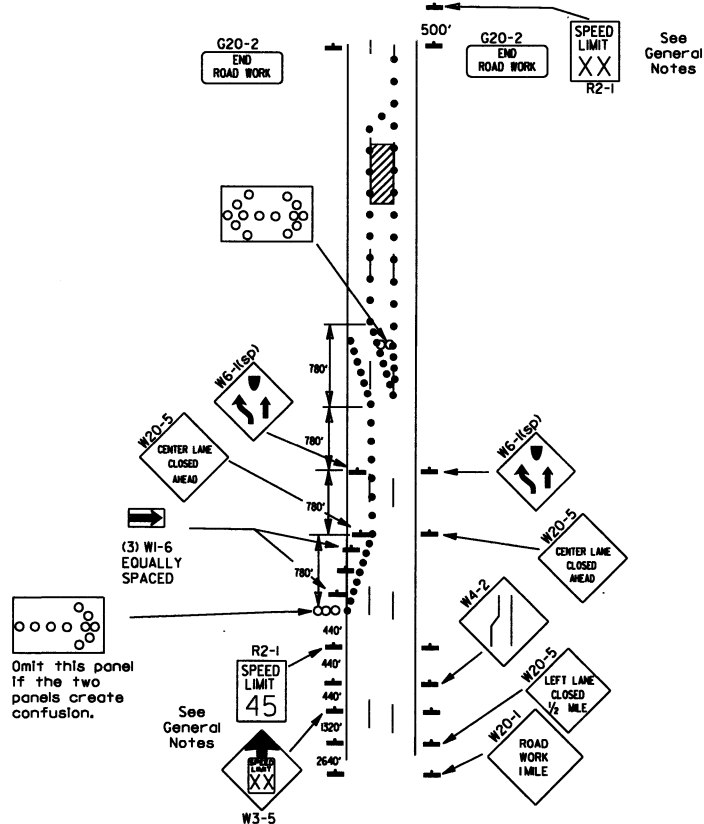 500'
G20-2
END
ROAD WORK
G20-2
END
ROAD WORK
SPEED
LIMIT
XX
R2-1
See
General
Notes
W6-1(sp)
780'
W20-5
CENTER LANE
CLOSED
AHEAD
780'
W6-1(sp)
780'
(3) W1-6
EQUALLY
SPACED
780'
W20-5
CENTER LANE
CLOSED
AHEAD
W4-2
Omit this panel
if the two
panels create
confusion.
440'
R2-1
SPEED
LIMIT
45
440'
440'
W20-5
LEFT LANE
CLOSED
1/2 MILE
See
General
Notes
1320'
W20-1
ROAD
WORK
1 MILE
2640'
SPEED
LIMIT
XX
W3-5